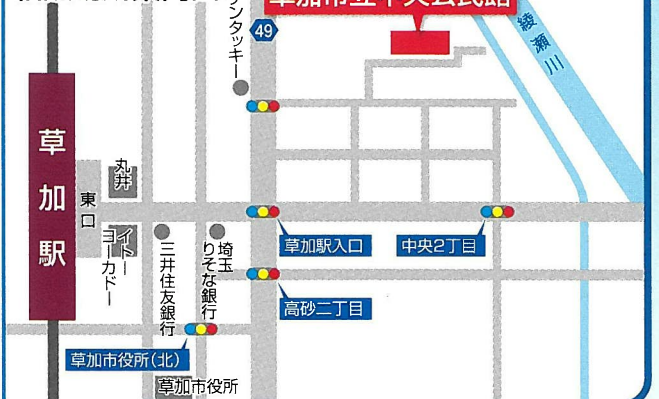 草加市立中央公民館
ンタッキー
49
綾瀬川
草加駅
東口
丸井
イトーヨーカドー
三井住友銀行
埼玉
りそな銀行
草加駅入口
中央2丁目
高砂二丁目
草加市役所(北)
草加市役所